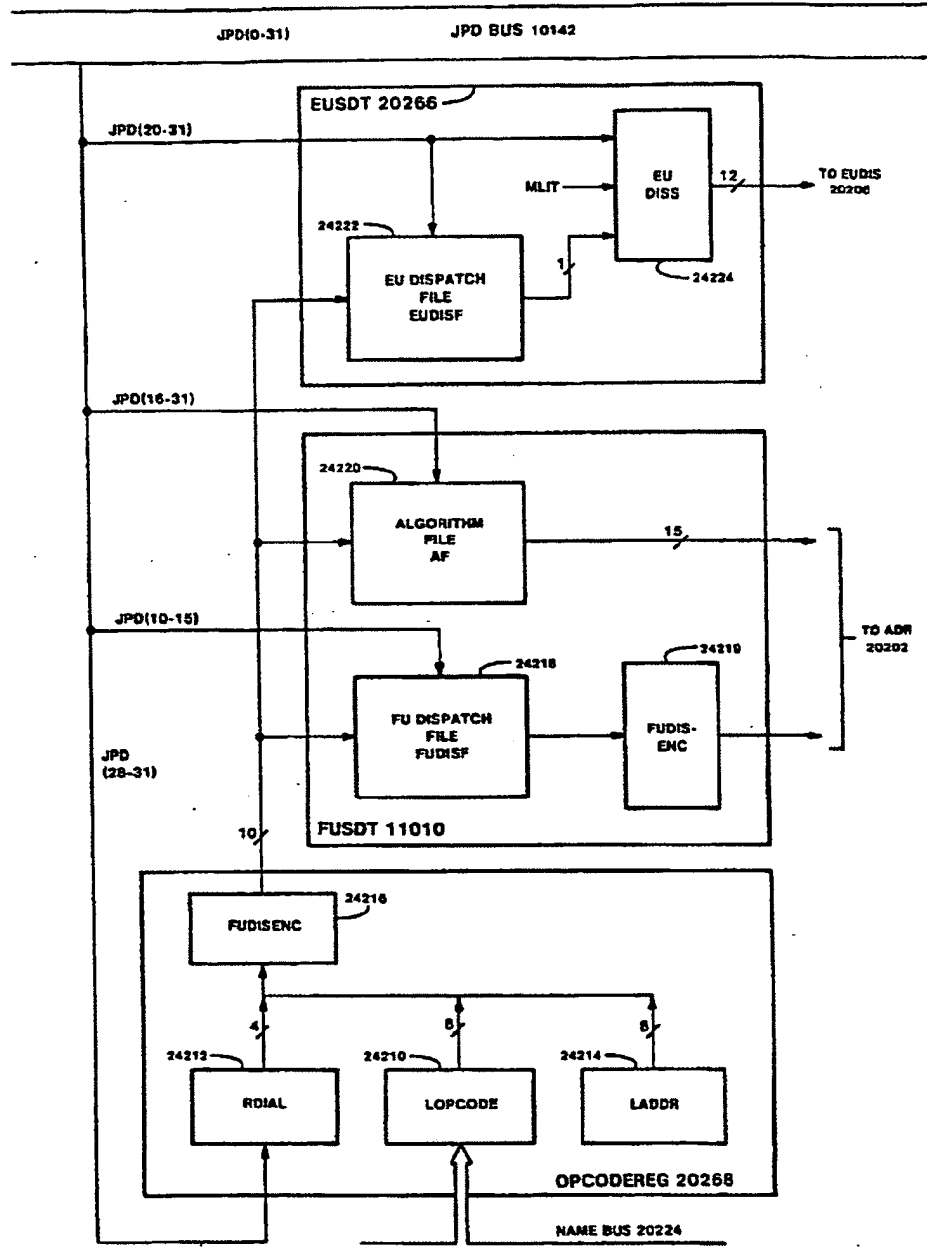 JPD(0-31)
JPD BUS 10142
EUSDT 20266
JPD(20-31)
MLIT
EU
DISS
12
TO EUDIS
20206
24222
EU DISPATCH
FILE
EUDISF
1
24224
JPD(16-31)
24220
ALGORITHM
FILE
AF
15
JPD(10-15)
24218
24219
TO ADR
20202
FU DISPATCH
FILE
FUDISF
FUDIS-
ENC
JPD
(28-31)
10
FUSDT 11010
24216
FUDISENC
4
8
8
24212
24210
24214
RDIAL
LOPCODE
LADDR
OPCODEREG 20268
NAME BUS 20224